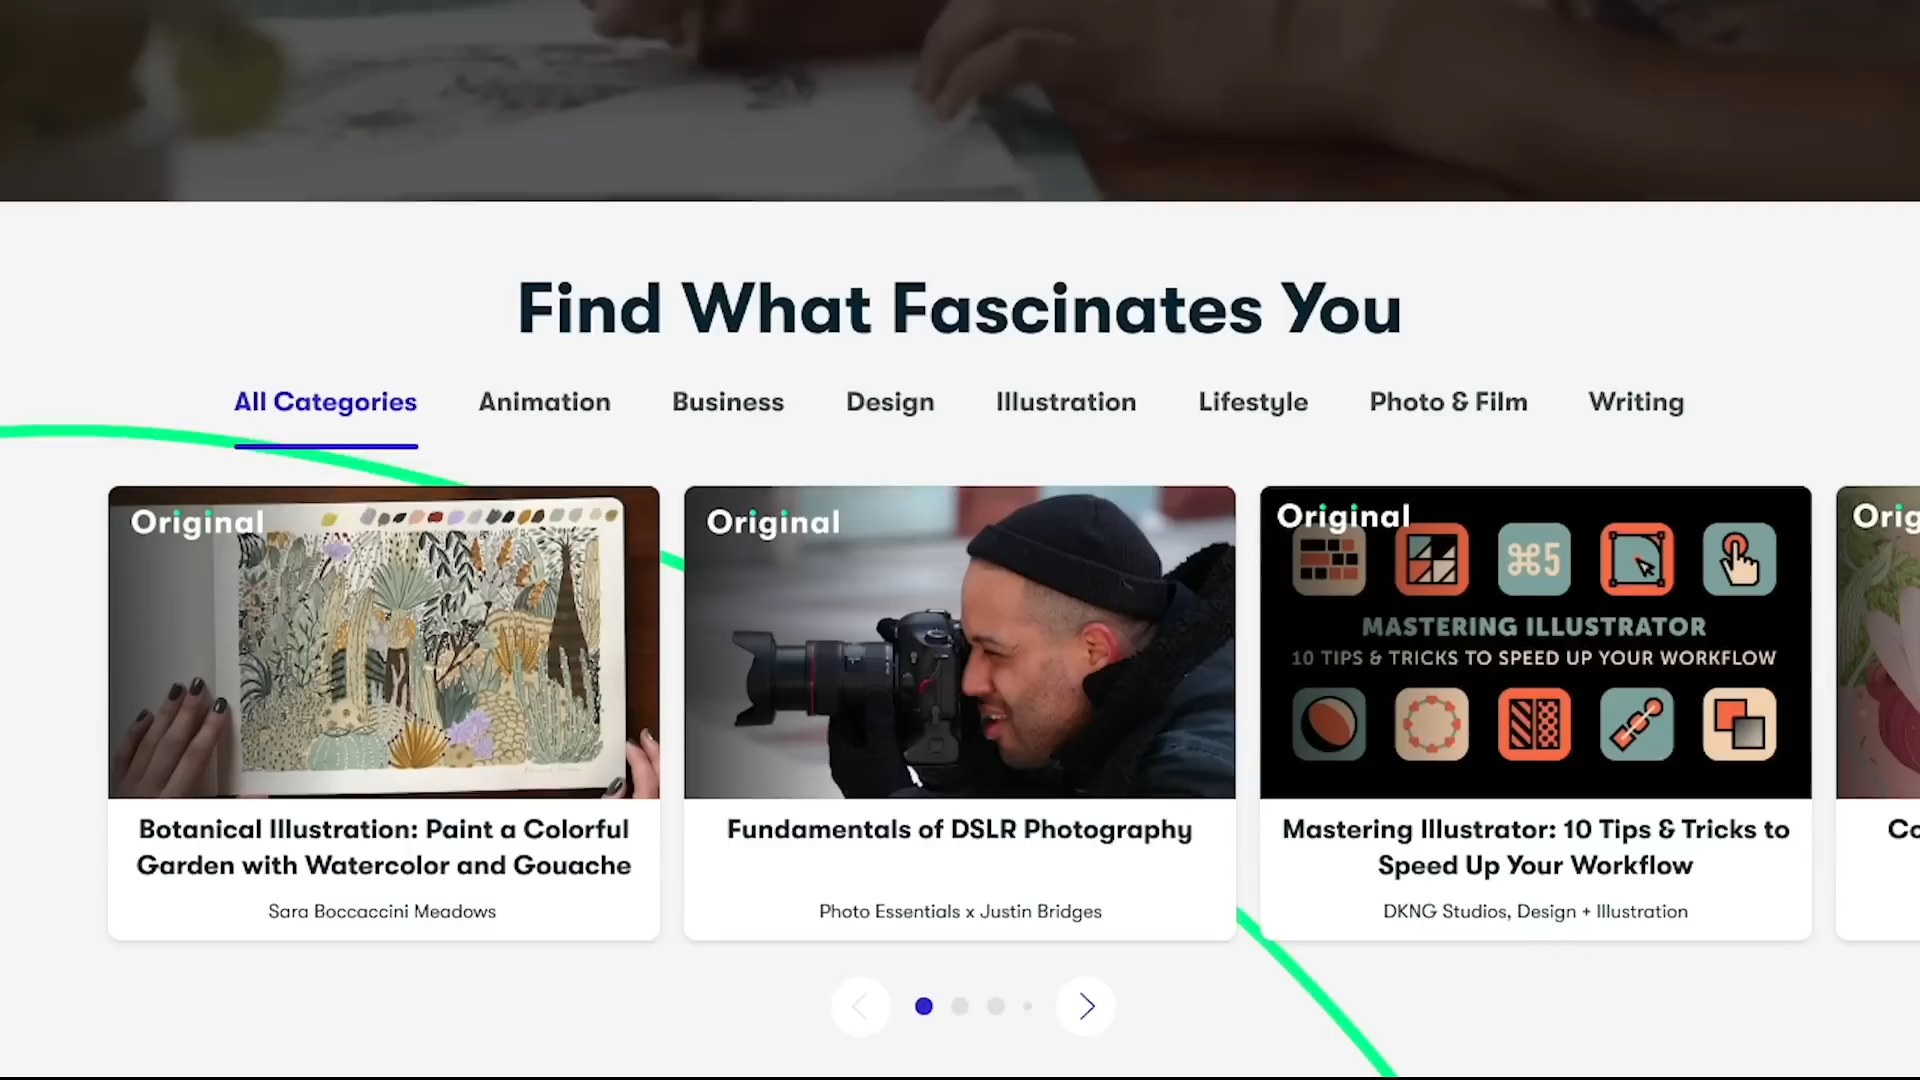 Find What Fascinates You
All Categories Animation Business Design Illustration Lifestyle Photo & Film Writing
Original
Botanical Illustration: Paint a Colorful
Garden with Watercolor and Gouache
Sara Boccaccini Meadows
Original
Fundamentals of DSLR Photography
Photo Essentials x Justin Bridges
Original
⌘5
MASTERING ILLUSTRATOR
10 TIPS & TRICKS TO SPEED UP YOUR WORKFLOW
Mastering Illustrator: 10 Tips & Tricks to
Speed Up Your Workflow
DKNG Studios, Design + Illustration
Orig
Co